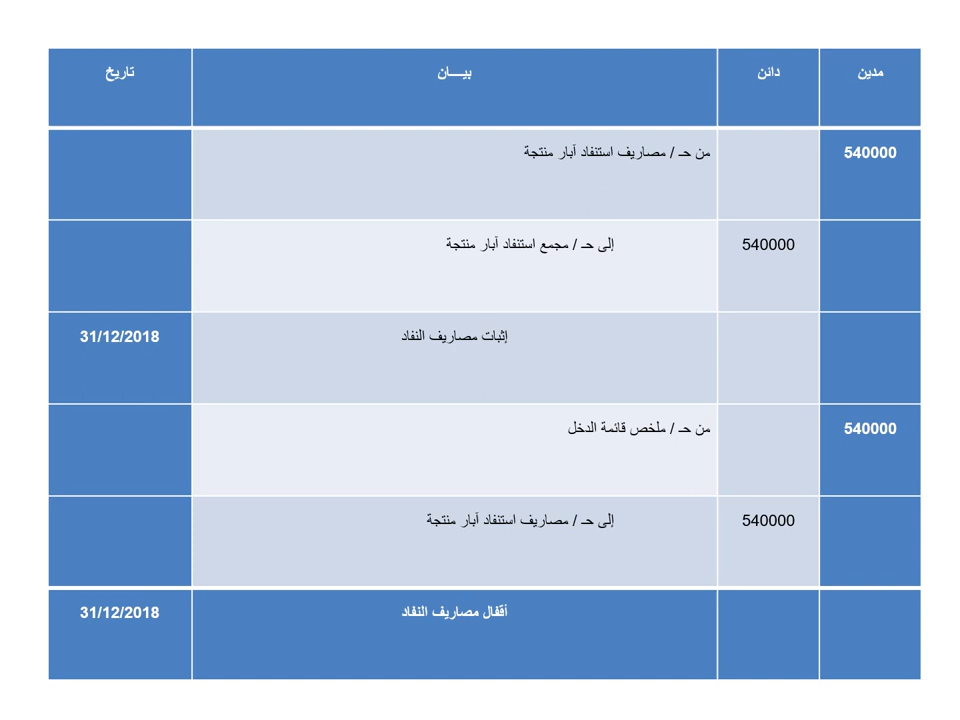 مدين دائن بيـــان تاريخ
540000 من حـ / مصاريف استنفاد آبار منتجة
540000 إلى حـ / مجمع استنفاد آبار منتجة
إثبات مصاريف النفاد 31/12/2018
540000 من حـ / ملخص قائمة الدخل
540000 إلى حـ / مصاريف استنفاد آبار منتجة
أقفال مصاريف النفاد 31/12/2018